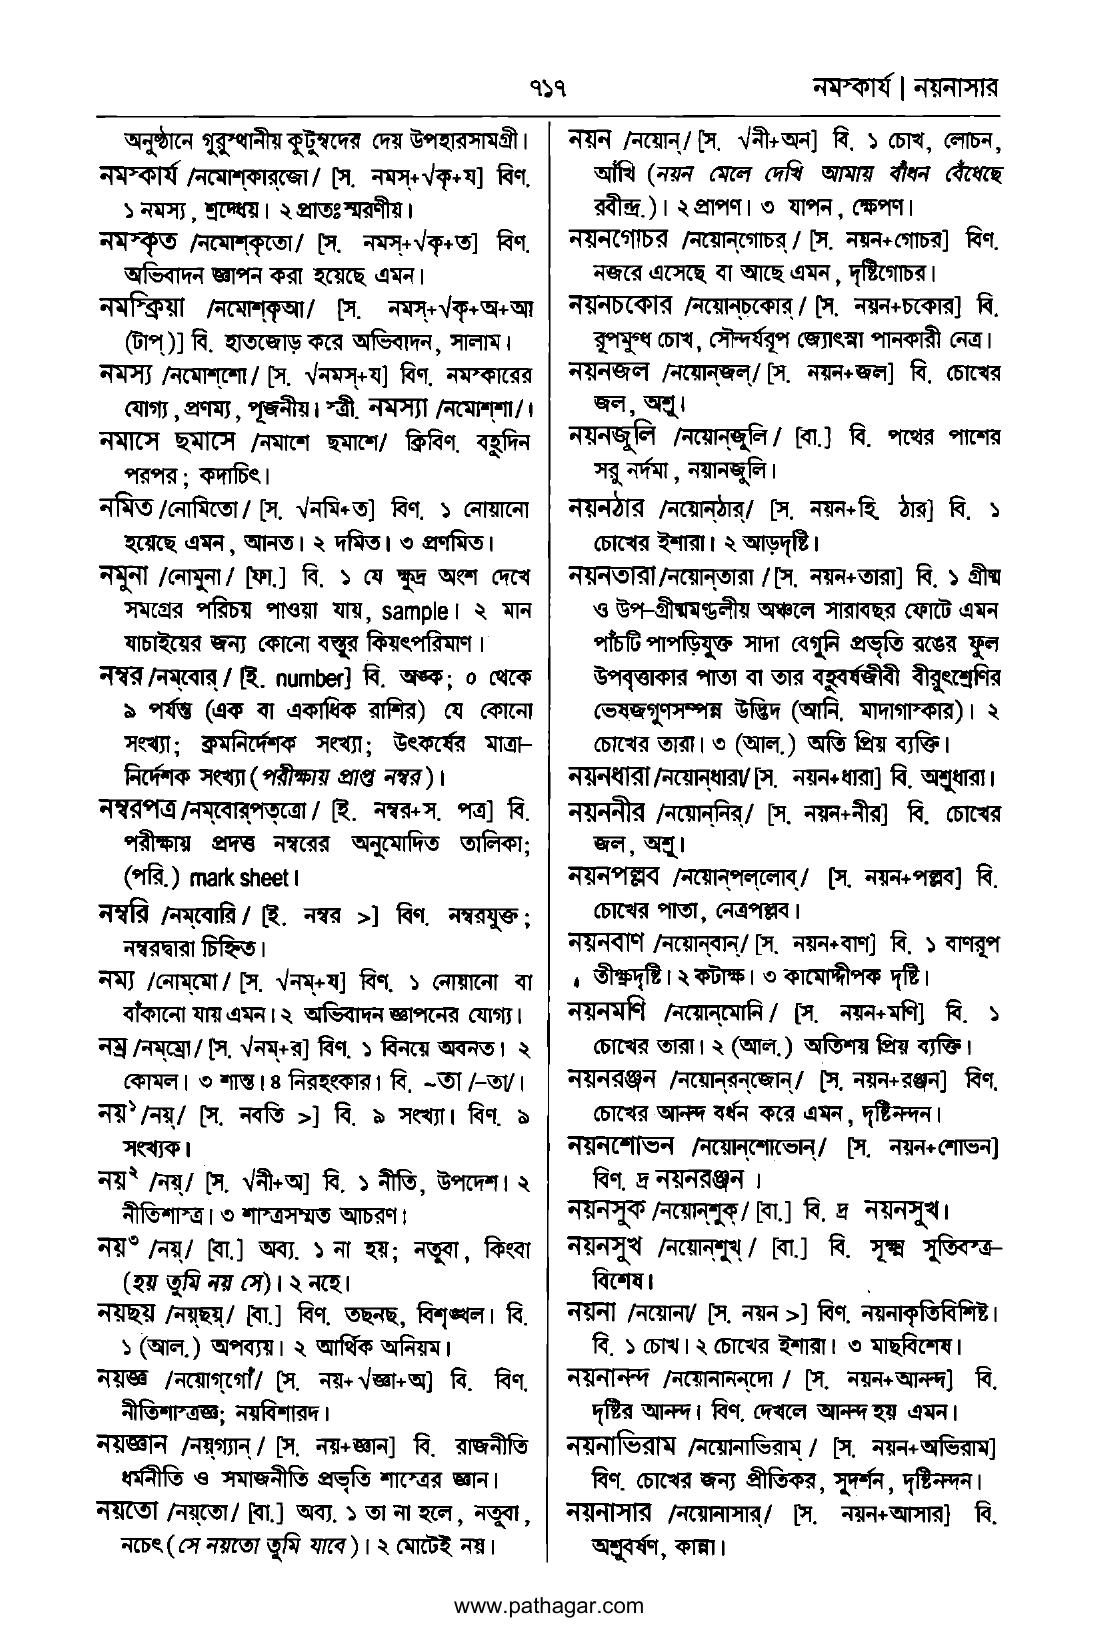 ৭১৭
নমস্কার্য | নয়নাসার
অনুষ্ঠানে গুরুস্থানীয় কুটুম্বদের দেয় উপহারসামগ্রী।
নমস্কার্য /নমোশ্‌কার্‌জো/ [স. নমস্+√কৃ+য] বিণ.
১ নমস্য, শ্রদ্ধেয়। ২ প্রাতঃস্মরণীয়।
নমস্কৃত /নমোশ্‌কৃতো/ [স. নমস্+√কৃ+ত] বিণ.
অভিবাদন জ্ঞাপন করা হয়েছে এমন।
নমস্ক্রিয়া /নমোশ্‌কৃআ/ [স. নমস্+√কৃ+অ+আ
(টাপ্)] বি. হাতজোড় করে অভিবাদন, সালাম।
নমস্য /নমোশ্‌শো/ [স. √নমস্+য] বিণ. নমস্কারের
যোগ্য, প্রণম্য, পূজনীয়। স্ত্রী. নমস্যা /নমোশ্‌শা/।
নমাসে ছমাসে /নমাশে ছমাশে/ ক্রিবিণ. বহুদিন
পরপর; কদাচিৎ।
নমিত /নোমিতো/ [স. √নমি+ত] বিণ. ১ নোয়ানো
হয়েছে এমন, আনত। ২ দমিত। ৩ প্রণমিত।
নমুনা /নোমুনা/ [ফা.] বি. ১ যে ক্ষুদ্র অংশ দেখে
সমগ্রের পরিচয় পাওয়া যায়, sample। ২ মান
যাচাইয়ের জন্য কোনো বস্তুর কিয়ৎপরিমাণ।
নম্বর /নম্‌বোর্/ [ই. number] বি. অঙ্ক; ০ থেকে
৯ পর্যন্ত (এক বা একাধিক রাশির) যে কোনো
সংখ্যা; ক্রমনির্দেশক সংখ্যা; উৎকর্ষের মাত্রা-
নির্দেশক সংখ্যা (পরীক্ষায় প্রাপ্ত নম্বর)।
নম্বরপত্র /নম্‌বোর্‌পত্‌ত্রো/ [ই. নম্বর+স. পত্র] বি.
পরীক্ষায় প্রদত্ত নম্বরের অনুমোদিত তালিকা;
(পরি.) mark sheet।
নম্বরি /নম্‌বোরি/ [ই. নম্বর >] বিণ. নম্বরযুক্ত;
নম্বরদ্বারা চিহ্নিত।
নম্য /নোম্‌মো/ [স. √নম্+য] বিণ. ১ নোয়ানো বা
বাঁকানো যায় এমন। ২ অভিবাদন জ্ঞাপনের যোগ্য।
নম্র /নম্‌ম্রো/ [স. √নম্+র] বিণ. ১ বিনয়ে অবনত। ২
কোমল। ৩ শান্ত। ৪ নিরহংকার। বি. ~তা /-তা/।
নয়১ /নয়্/ [স. নবতি >] বি. ৯ সংখ্যা। বিণ. ৯
সংখ্যক।
নয়২ /নয়্/ [স. √নী+অ] বি. ১ নীতি, উপদেশ। ২
নীতিশাস্ত্র। ৩ শাস্ত্রসম্মত আচরণ।
নয়৩ /নয়্/ [বা.] অব্য. ১ না হয়; নতুবা, কিংবা
(হয় তুমি নয় সে)। ২ নহে।
নয়ছয় /নয়্‌ছয়্/ [বা.] বিণ. তছনছ, বিশৃঙ্খল। বি.
১ (আল.) অপব্যয়। ২ আর্থিক অনিয়ম।
নয়জ্ঞ /নয়োগ্‌গোঁ/ [স. নয়+√জ্ঞা+অ] বি. বিণ.
নীতিশাস্ত্রজ্ঞ; নয়বিশারদ।
নয়জ্ঞান /নয়্‌গ্যান্/ [স. নয়+জ্ঞান] বি. রাজনীতি
ধর্মনীতি ও সমাজনীতি প্রভৃতি শাস্ত্রের জ্ঞান।
নয়তো /নয়্‌তো/ [বা.] অব্য. ১ তা না হলে, নতুবা,
নচেৎ (সে নয়তো তুমি যাবে)। ২ মোটেই নয়।
নয়ন /নয়োন্/ [স. √নী+অন] বি. ১ চোখ, লোচন,
আঁখি (নয়ন মেলে দেখি আমায় বাঁধন বেঁধেছে
রবীন্দ্র.)। ২ প্রাপণ। ৩ যাপন, ক্ষেপণ।
নয়নগোচর /নয়োন্‌গোচর্/ [স. নয়ন+গোচর] বিণ.
নজরে এসেছে বা আছে এমন, দৃষ্টিগোচর।
নয়নচকোর /নয়োন্‌চকোর্/ [স. নয়ন+চকোর] বি.
রূপমুগ্ধ চোখ, সৌন্দর্যরূপ জ্যোৎস্না পানকারী নেত্র।
নয়নজল /নয়োন্‌জল্/ [স. নয়ন+জল] বি. চোখের
জল, অশ্রু।
নয়নজুলি /নয়োন্‌জুলি/ [বা.] বি. পথের পাশের
সরু নর্দমা, নয়ানজুলি।
নয়নঠার /নয়োন্‌ঠার্/ [স. নয়ন+হি. ঠার] বি. ১
চোখের ইশারা। ২ আড়দৃষ্টি।
নয়নতারা /নয়োন্‌তারা/ [স. নয়ন+তারা] বি. ১ গ্রীষ্ম
ও উপ-গ্রীষ্মমণ্ডলীয় অঞ্চলে সারাবছর ফোটে এমন
পাঁচটি পাপড়িযুক্ত সাদা বেগুনি প্রভৃতি রঙের ফুল
উপবৃত্তাকার পাতা বা তার বহুবর্ষজীবী বীরুৎশ্রেণির
ভেষজগুণসম্পন্ন উদ্ভিদ (আনি. মাদাগাস্কার)। ২
চোখের তারা। ৩ (আল.) অতি প্রিয় ব্যক্তি।
নয়নধারা /নয়োন্‌ধারা/ [স. নয়ন+ধারা] বি. অশ্রুধারা।
নয়ননীর /নয়োন্‌নির্/ [স. নয়ন+নীর] বি. চোখের
জল, অশ্রু।
নয়নপল্লব /নয়োন্‌পল্‌লোব্/ [স. নয়ন+পল্লব] বি.
চোখের পাতা, নেত্রপল্লব।
নয়নবাণ /নয়োন্‌বান্/ [স. নয়ন+বাণ] বি. ১ বাণরূপ
তীক্ষ্ণদৃষ্টি। ২ কটাক্ষ। ৩ কামোদ্দীপক দৃষ্টি।
নয়নমণি /নয়োন্‌মোনি/ [স. নয়ন+মণি] বি. ১
চোখের তারা। ২ (আল.) অতিশয় প্রিয় ব্যক্তি।
নয়নরঞ্জন /নয়োন্‌রন্‌জোন্/ [স. নয়ন+রঞ্জন] বিণ.
চোখের আনন্দ বর্ধন করে এমন, দৃষ্টিনন্দন।
নয়নশোভন /নয়োন্‌শোভোন্/ [স. নয়ন+শোভন]
বিণ. দ্র নয়নরঞ্জন।
নয়নসুক /নয়োন্‌শুক্/ [বা.] বি. দ্র নয়নসুখ।
নয়নসুখ /নয়োন্‌শুখ্/ [বা.] বি. সূক্ষ্ম সুতিবস্ত্র-
বিশেষ।
নয়না /নয়োনা/ [স. নয়ন >] বিণ. নয়নাকৃতিবিশিষ্ট।
বি. ১ চোখ। ২ চোখের ইশারা। ৩ মাছবিশেষ।
নয়নানন্দ /নয়োনানন্‌দো/ [স. নয়ন+আনন্দ] বি.
দৃষ্টির আনন্দ। বিণ. দেখলে আনন্দ হয় এমন।
নয়নাভিরাম /নয়োনাভিরাম্/ [স. নয়ন+অভিরাম]
বিণ. চোখের জন্য প্রীতিকর, সুদর্শন, দৃষ্টিনন্দন।
নয়নাসার /নয়োনাসার্/ [স. নয়ন+আসার] বি.
অশ্রুবর্ষণ, কান্না।
www.pathagar.com